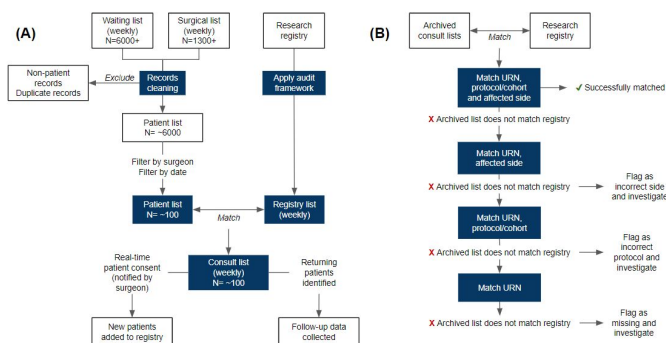 (A)
Waiting list
(weekly)
N=6000+
Surgical list
(weekly)
N=1300+
Research
registry
Non-patient
records
Duplicate records
Exclude
Records
cleaning
Apply audit
framework
Patient list
N= ~6000
Filter by surgeon
Filter by date
Patient list
N= ~100
Match
Registry list
(weekly)
Real-time
patient consent
(notified by
surgeon)
Consult list
(weekly)
N= ~100
Returning
patients
identified
New patients
added to registry
Follow-up data
collected
(B)
Archived
consult lists
Match
Research
registry
Match URN,
protocol/cohort
and affected side
✓ Successfully matched
X Archived list does not match registry
Match URN,
affected side
X Archived list does not match registry
Flag as
incorrect side
and investigate
Match URN,
protocol/cohort
X Archived list does not match registry
Flag as
incorrect
protocol and
investigate
Match URN
X Archived list does not match registry
Flag as
missing and
investigate